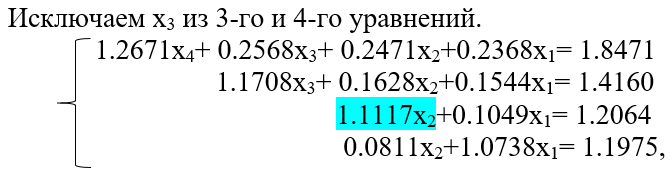 Исключаем x₃ из 3-го и 4-го уравнений.
1.2671x₄+ 0.2568x₃+ 0.2471x₂+0.2368x₁= 1.8471
1.1708x₃+ 0.1628x₂+0.1544x₁= 1.4160
1.1117x₂+0.1049x₁= 1.2064
0.0811x₂+1.0738x₁= 1.1975,